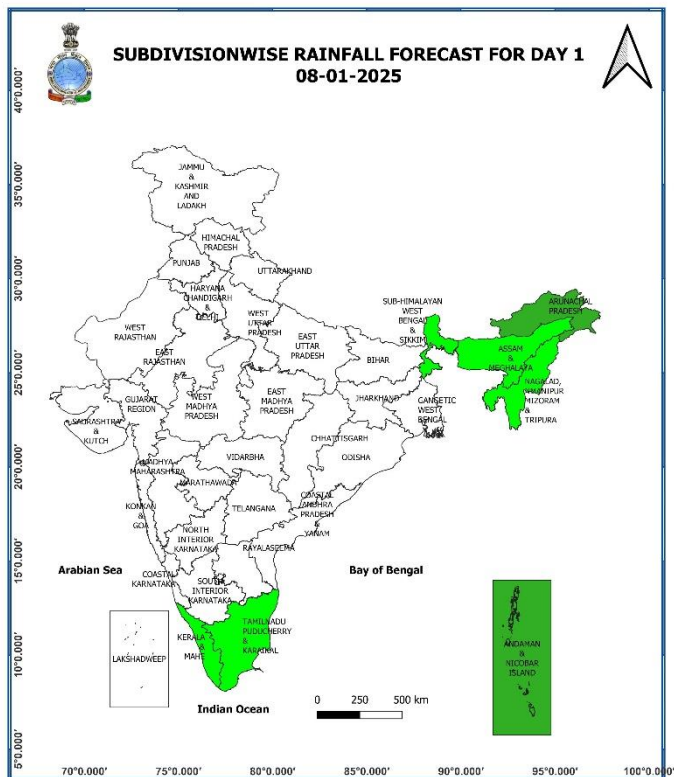 SUBDIVISIONWISE RAINFALL FORECAST FOR DAY 1
08-01-2025
40°0.000'
35°0.000'
30°0.000'
25°0.000'
20°0.000'
15°0.000'
10°0.000'
5°0.000'
JAMMU
&
KASHMIR
AND
LADAKH
HIMACHAL
PRADESH
PUNJAB
UTTARAKHAND
HARYANA
CHANDIGARH
&
DELHI
WEST
UTTAR
PRADESH
EAST
UTTAR
PRADESH
WEST
RAJASTHAN
EAST
RAJASTHAN
SUB-HIMALAYAN
WEST
BENGAL
&
SIKKIM
ARUNACHAL
PRADESH
ASSAM
&
MEGHALAYA
NAGALAD,
MANIPUR
MIZORAM
&
TRIPURA
BIHAR
JHARKHAND
GANGETIC
WEST
BENGAL
GUJARAT
REGION
SAURASHTRA
&
KUTCH
WEST
MADHYA
PRADESH
EAST
MADHYA
PRADESH
CHHATTISGARH
ODISHA
VIDARBHA
MADHYA
MAHARASHTRA
MARATHAWADA
KONKAN
&
GOA
TELANGANA
COASTAL
ANDHRA
PRADESH
&
YANAM
NORTH
INTERIOR
KARNATAKA
RAYALASEEMA
COASTAL
KARNATAKA
SOUTH
INTERIOR
KARNATAKA
Arabian Sea
Bay of Bengal
KERALA
&
MAHE
TAMILNADU
PUDUCHERRY
&
KARAIKAL
LAKSHADWEEP
ANDAMAN
&
NICOBAR
ISLAND
Indian Ocean
0 250 500 km
70°0.000' 75°0.000' 80°0.000' 85°0.000' 90°0.000' 95°0.000' 100°0.000'